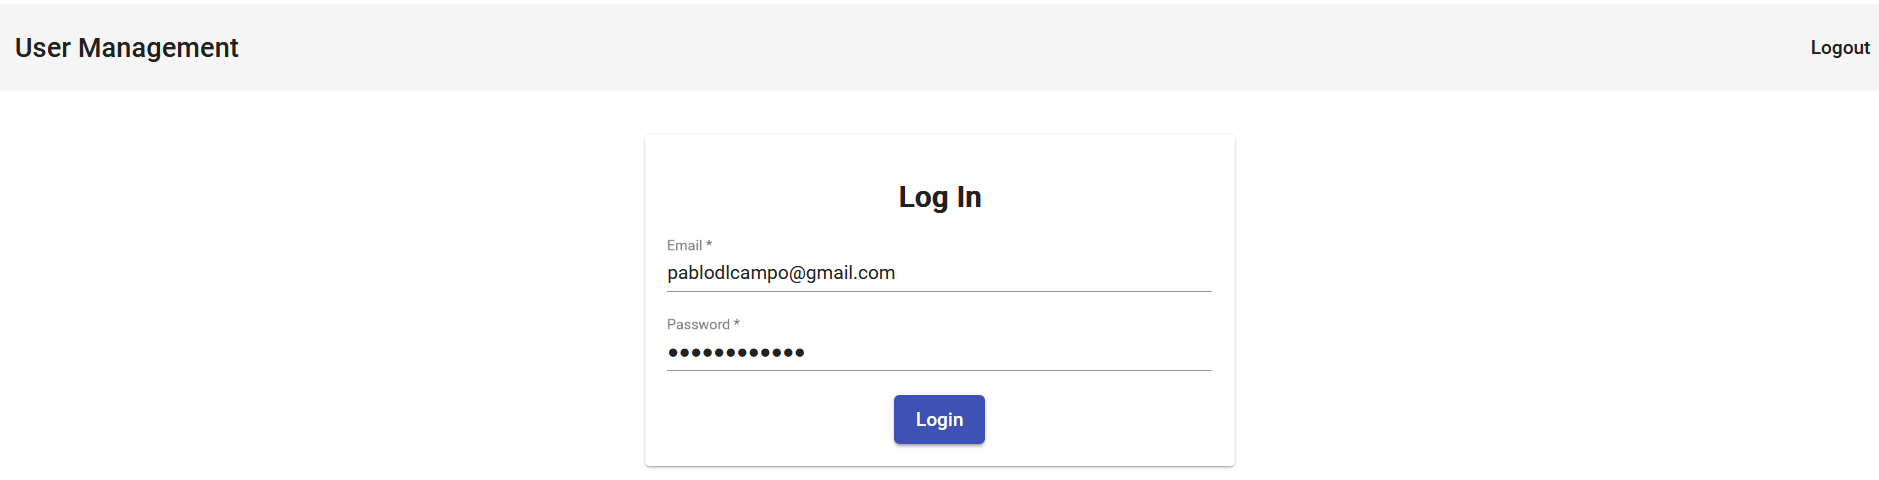 User Management
Logout
Log In
Email *
pablodlcampo@gmail.com
Password *
••••••••••••
Login